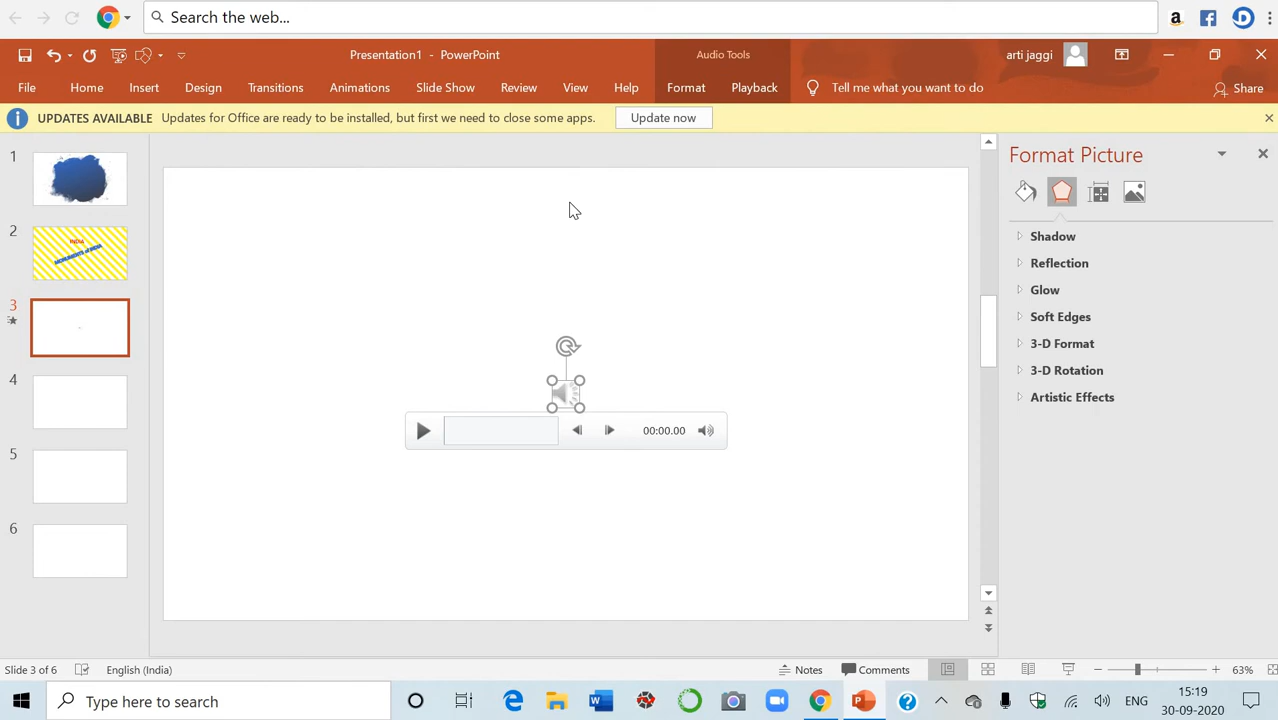 Search the web...
Presentation1 - PowerPoint
Audio Tools
arti jaggi
File Home Insert Design Transitions Animations Slide Show Review View Help Format Playback Tell me what you want to do Share
UPDATES AVAILABLE Updates for Office are ready to be installed, but first we need to close some apps. Update now
1
2
INDIA
MONUMENTS of INDIA
3
4
5
6
00:00.00
Format Picture
Shadow
Reflection
Glow
Soft Edges
3-D Format
3-D Rotation
Artistic Effects
Slide 3 of 6 English (India) Notes Comments 63%
Type here to search
ENG
15:19
30-09-2020